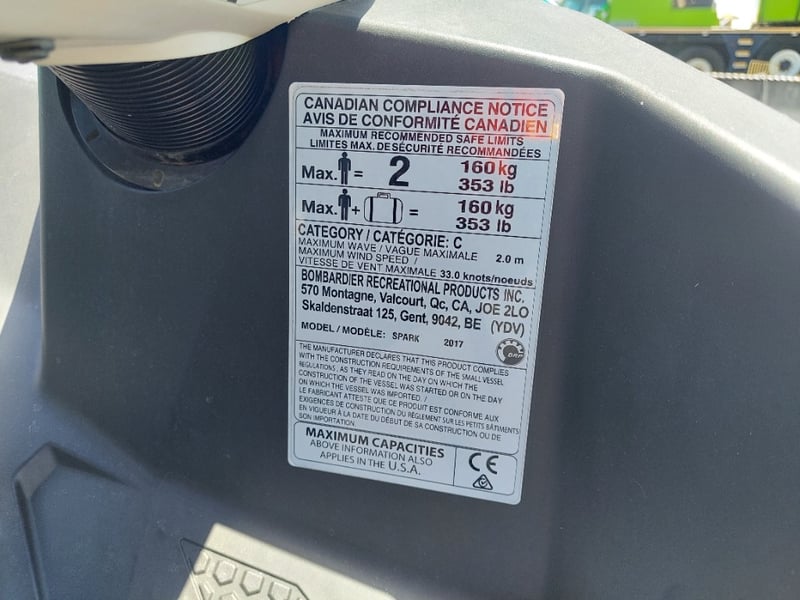 CANADIAN COMPLIANCE NOTICE
AVIS DE CONFORMITÉ CANADIEN
MAXIMUM RECOMMENDED SAFE LIMITS
LIMITES MAX. DE SÉCURITÉ RECOMMANDÉES
Max. = 2 160 kg
353 lb
Max. + = 160 kg
353 lb
CATEGORY / CATÉGORIE: C
MAXIMUM WAVE / VAGUE MAXIMALE 2.0 m
MAXIMUM WIND SPEED /
VITESSE DE VENT MAXIMALE 33.0 knots/noeuds
BOMBARDIER RECREATIONAL PRODUCTS INC.
570 Montagne, Valcourt, Qc, CA, JOE 2LO
Skaldenstraat 125, Gent, 9042, BE (YDV)
MODEL / MODÈLE: SPARK 2017
BRP
THE MANUFACTURER DECLARES THAT THIS PRODUCT COMPLIES
WITH THE CONSTRUCTION REQUIREMENTS OF THE SMALL VESSEL
REGULATIONS, AS THEY READ ON THE DAY ON WHICH THE
CONSTRUCTION OF THE VESSEL WAS STARTED OR ON THE DAY
ON WHICH THE VESSEL WAS IMPORTED. /
LE FABRICANT ATTESTE QUE CE PRODUIT EST CONFORME AUX
EXIGENCES DE CONSTRUCTION DU RÈGLEMENT SUR LES PETITS BÂTIMENTS
EN VIGUEUR À LA DATE DU DÉBUT DE SA CONSTRUCTION OU DE
SON IMPORTATION.
MAXIMUM CAPACITIES
ABOVE INFORMATION ALSO
APPLIES IN THE U.S.A.
CE